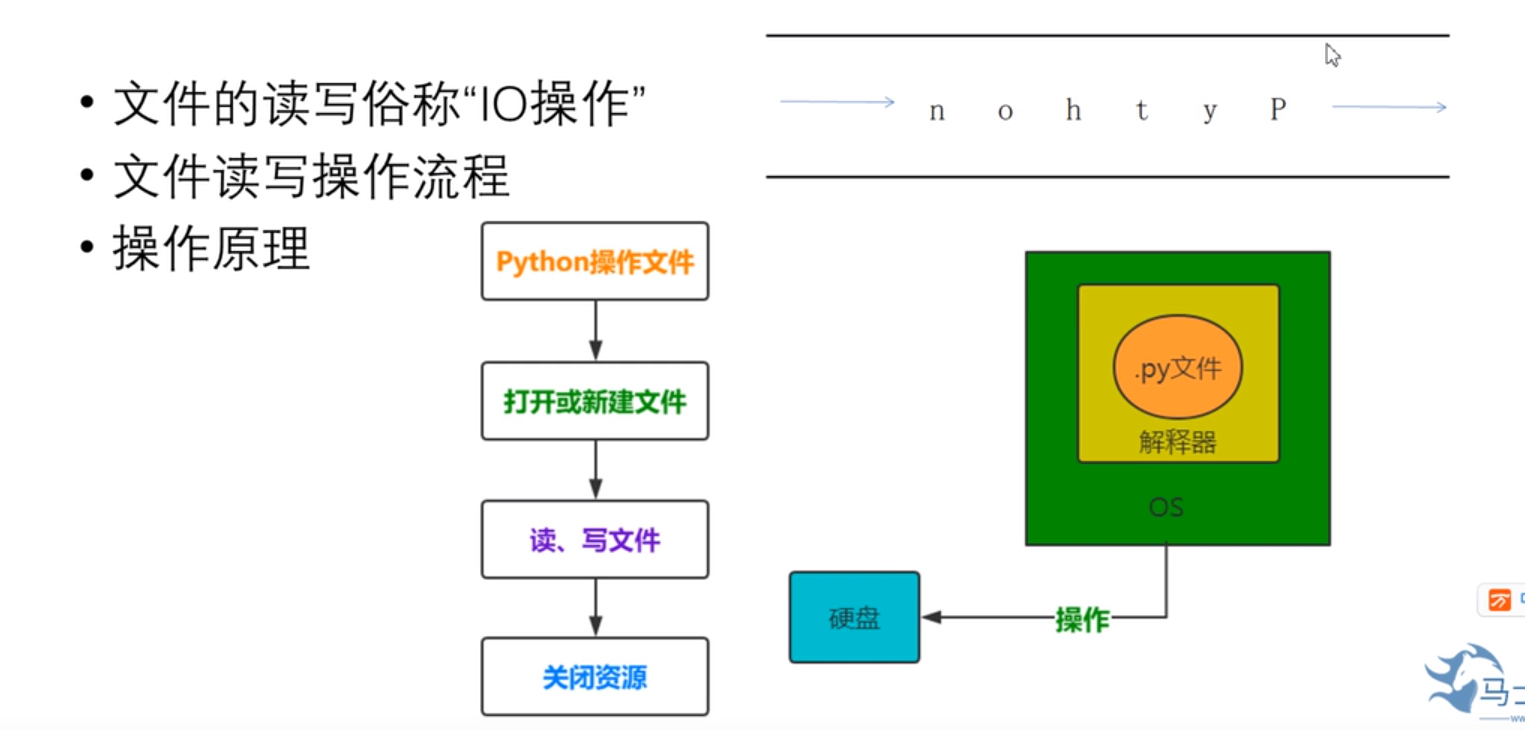 • 文件的读写俗称“IO操作”
• 文件读写操作流程
• 操作原理
n o h t y P
Python操作文件
打开或新建文件
读、写文件
关闭资源
.py文件
解释器
OS
操作
硬盘
马